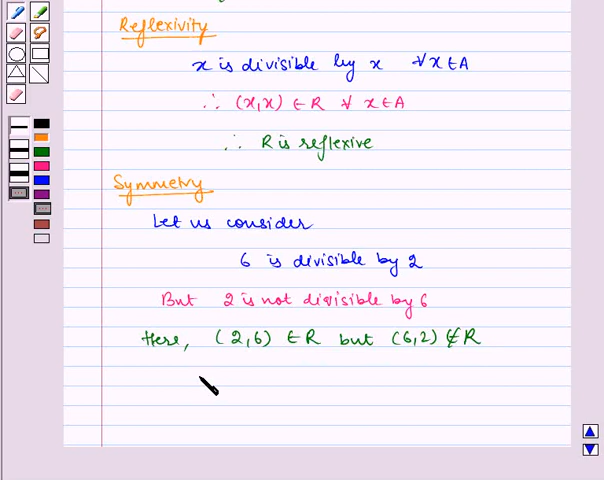 Reflexivity
x is divisible by x ∀ x ∈ A
∴ (x,x) ∈ R ∀ x ∈ A
∴ R is reflexive
Symmetry
Let us consider
6 is divisible by 2
But 2 is not divisible by 6
Here, (2,6) ∈ R but (6,2) ∉ R